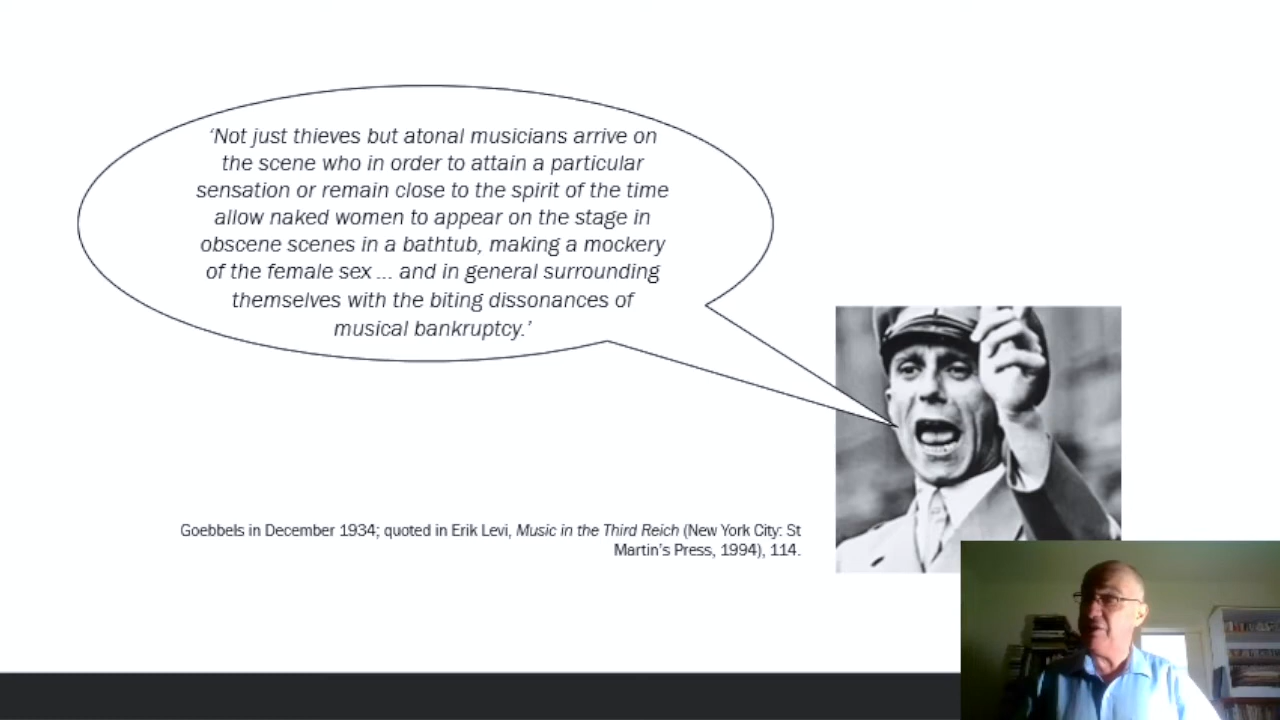 ‘Not just thieves but atonal musicians arrive on
the scene who in order to attain a particular
sensation or remain close to the spirit of the time
allow naked women to appear on the stage in
obscene scenes in a bathtub, making a mockery
of the female sex ... and in general surrounding
themselves with the biting dissonances of
musical bankruptcy.’
Goebbels in December 1934; quoted in Erik Levi, Music in the Third Reich (New York City: St
Martin’s Press, 1994), 114.